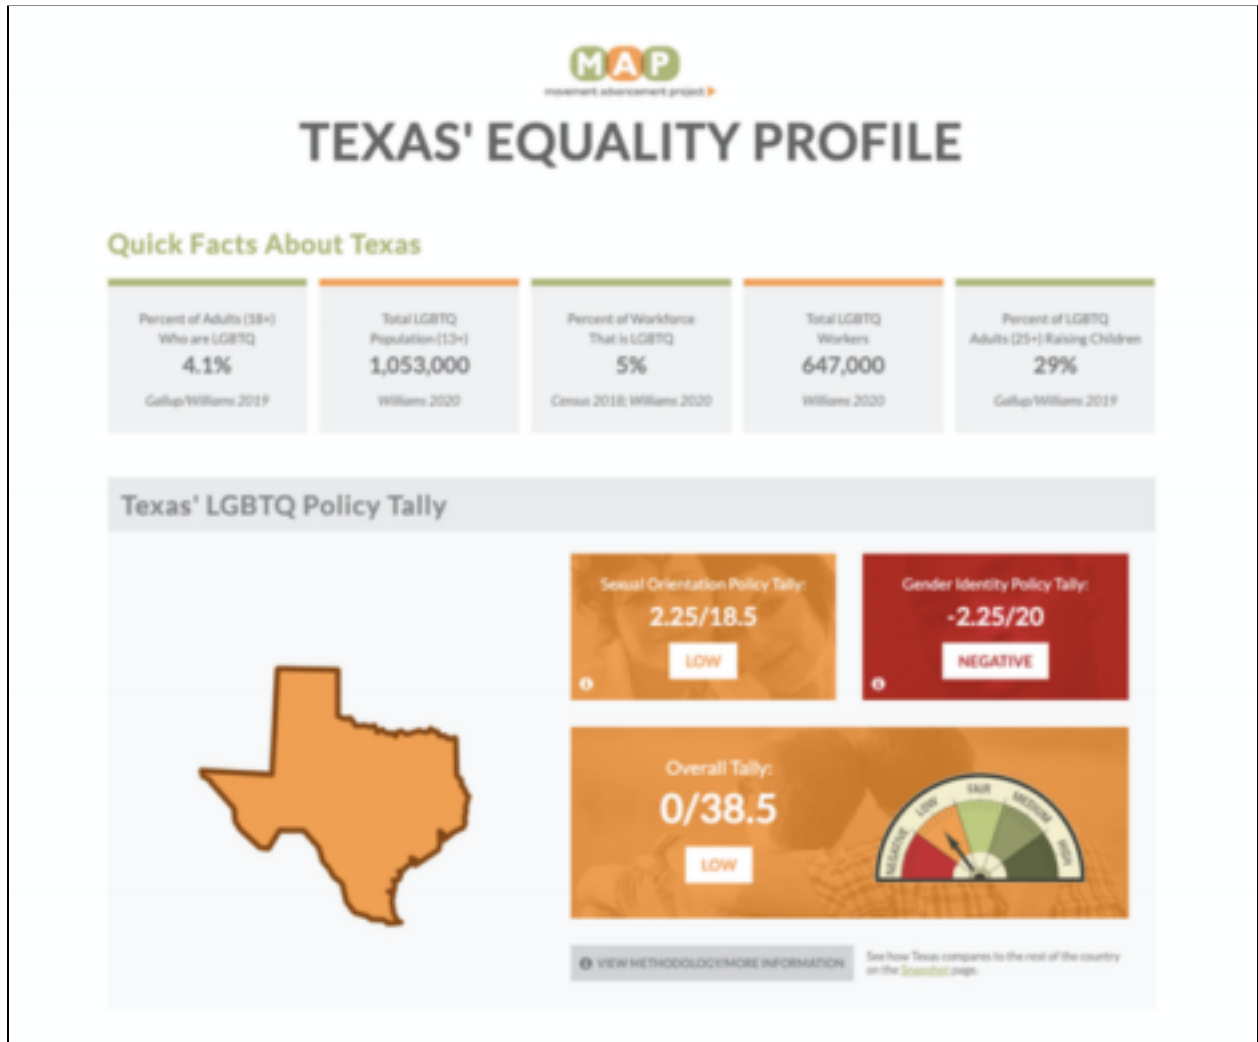 MAP
movement advancement project
TEXAS' EQUALITY PROFILE
Quick Facts About Texas
Percent of Adults (18+)
Who are LGBTQ
4.1%
Gallup/Williams 2019
Total LGBTQ
Population (13+)
1,053,000
Williams 2020
Percent of Workforce
That is LGBTQ
5%
Census 2018; Williams 2020
Total LGBTQ
Workers
647,000
Williams 2020
Percent of LGBTQ
Adults (25+) Raising Children
29%
Gallup/Williams 2019
Texas' LGBTQ Policy Tally
Sexual Orientation Policy Tally:
2.25/18.5
LOW
Gender Identity Policy Tally:
-2.25/20
NEGATIVE
Overall Tally:
0/38.5
LOW
NEGATIVE
LOW
FAIR
MEDIUM
HIGH
VIEW METHODOLOGY/MORE INFORMATION
See how Texas compares to the rest of the country
on the Snapshot page.